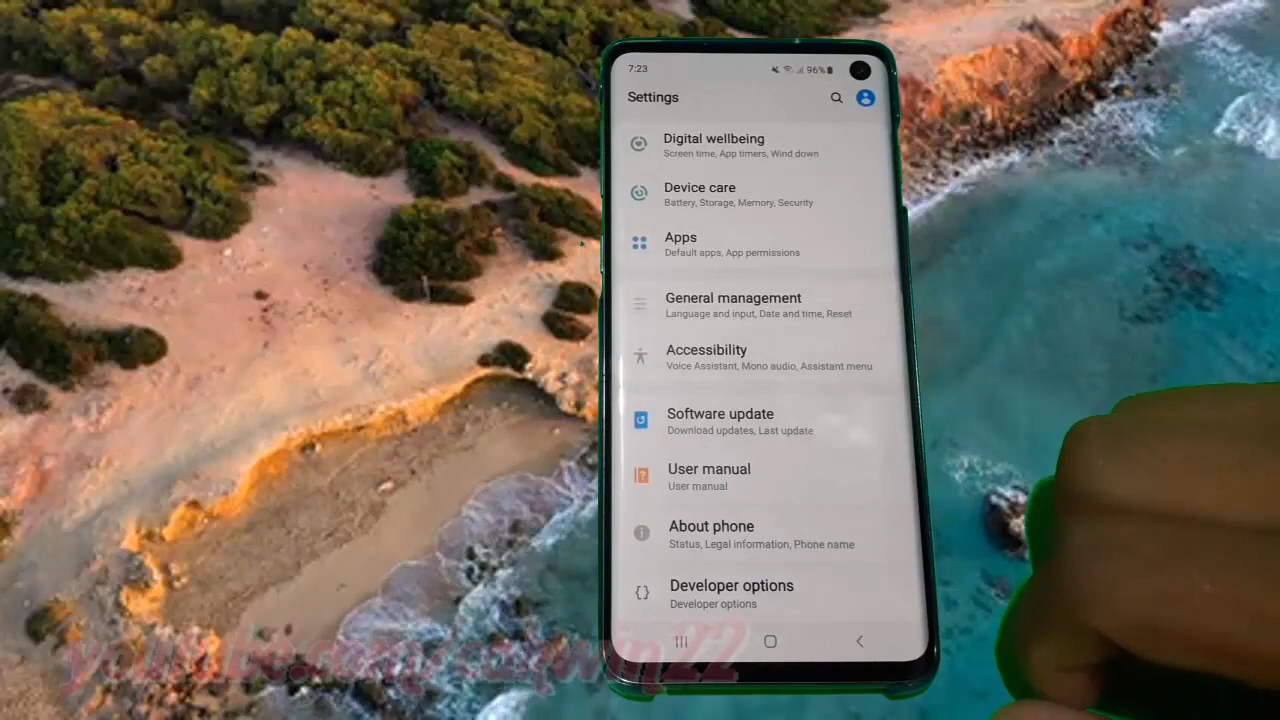 7:23
96%
Settings
Digital wellbeing
Screen time, App timers, Wind down
Device care
Battery, Storage, Memory, Security
Apps
Default apps, App permissions
General management
Language and input, Date and time, Reset
Accessibility
Voice Assistant, Mono audio, Assistant menu
Software update
Download updates, Last update
User manual
User manual
About phone
Status, Legal information, Phone name
Developer options
Developer options